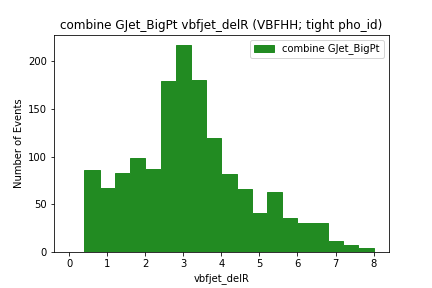 combine GJet_BigPt vbfjet_delR (VBFHH; tight pho_id)
combine GJet_BigPt
Number of Events
200
150
100
50
0
0 1 2 3 4 5 6 7 8
vbfjet_delR